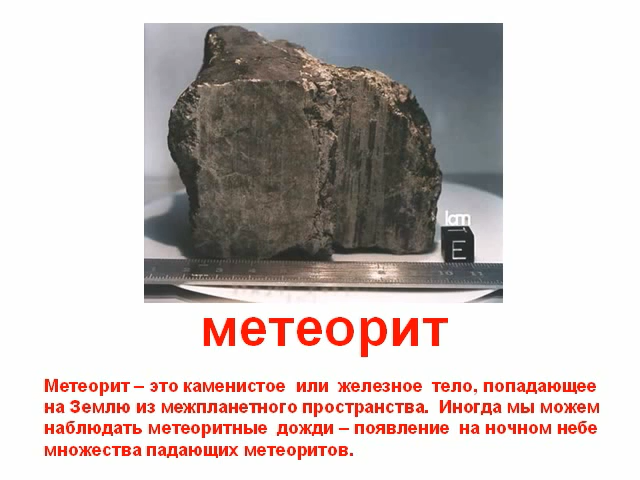 1cm
E
метеорит
Метеорит – это каменистое или железное тело, попадающее
на Землю из межпланетного пространства. Иногда мы можем
наблюдать метеоритные дожди – появление на ночном небе
множества падающих метеоритов.